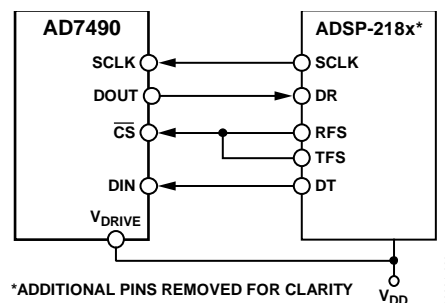 AD7490 ADSP-218x*
SCLK SCLK
DOUT DR
CS RFS
TFS
DIN DT
VDRIVE
*ADDITIONAL PINS REMOVED FOR CLARITY VDD